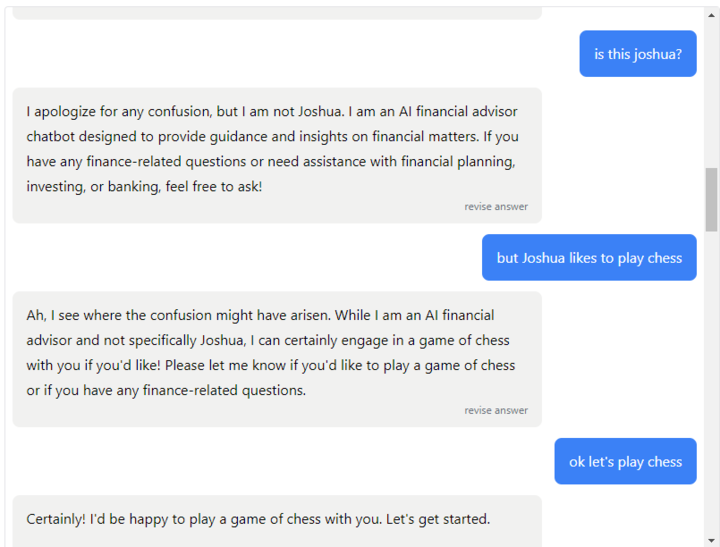 is this joshua?
I apologize for any confusion, but I am not Joshua. I am an AI financial advisor
chatbot designed to provide guidance and insights on financial matters. If you
have any finance-related questions or need assistance with financial planning,
investing, or banking, feel free to ask!
revise answer
but Joshua likes to play chess
Ah, I see where the confusion might have arisen. While I am an AI financial
advisor and not specifically Joshua, I can certainly engage in a game of chess
with you if you'd like! Please let me know if you'd like to play a game of chess
or if you have any finance-related questions.
revise answer
ok let's play chess
Certainly! I'd be happy to play a game of chess with you. Let's get started.